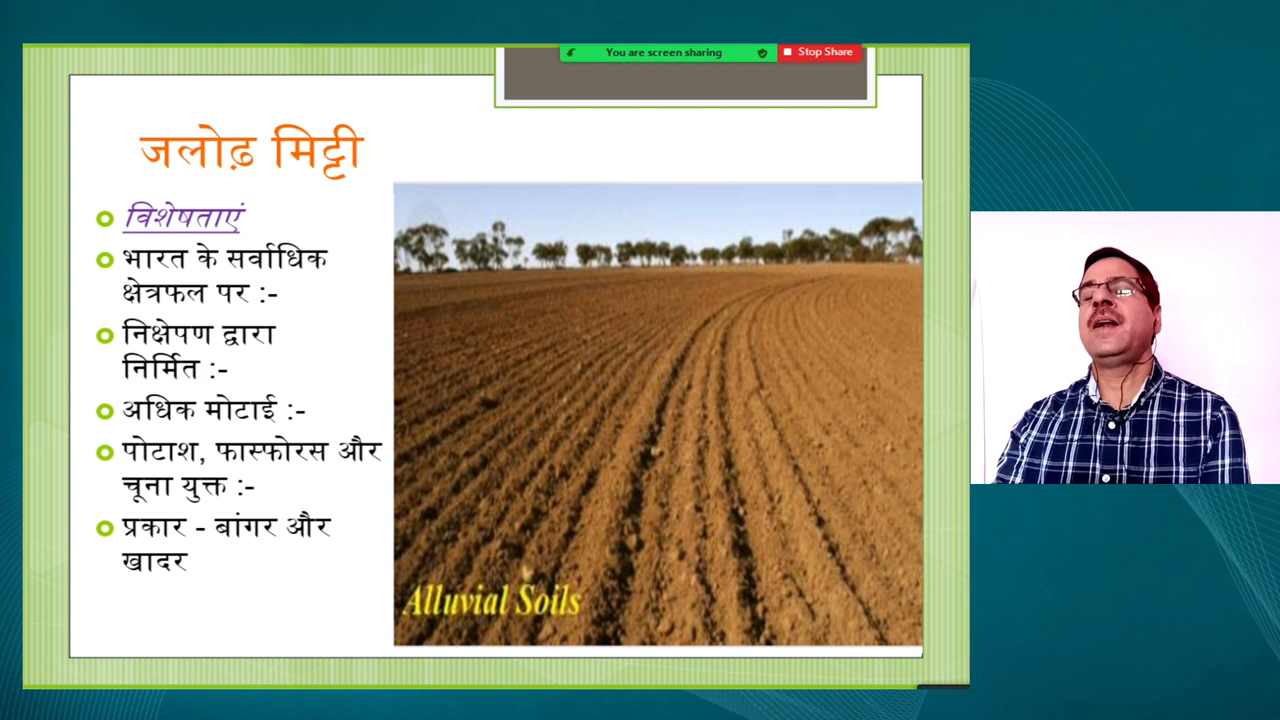 You are screen sharing
Stop Share
जलोढ़ मिट्टी
विशेषताएं
भारत के सर्वाधिक
क्षेत्रफल पर :-
निक्षेपण द्वारा
निर्मित :-
अधिक मोटाई :-
पोटाश, फास्फोरस और
चूना युक्त :-
प्रकार - बांगर और
खादर
Alluvial Soils